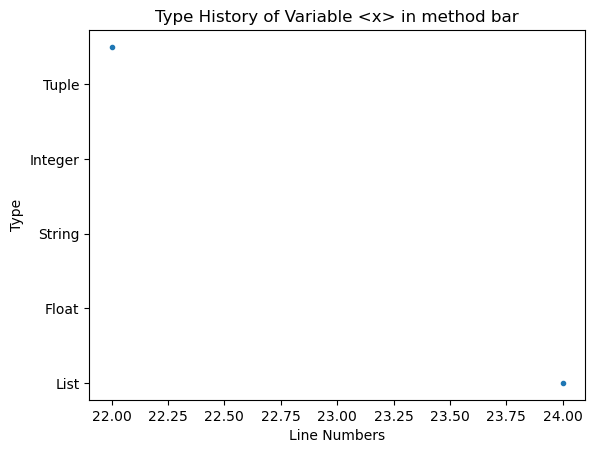 Type History of Variable <x> in method bar
Type
Tuple
Integer
String
Float
List
22.00 22.25 22.50 22.75 23.00 23.25 23.50 23.75 24.00
Line Numbers